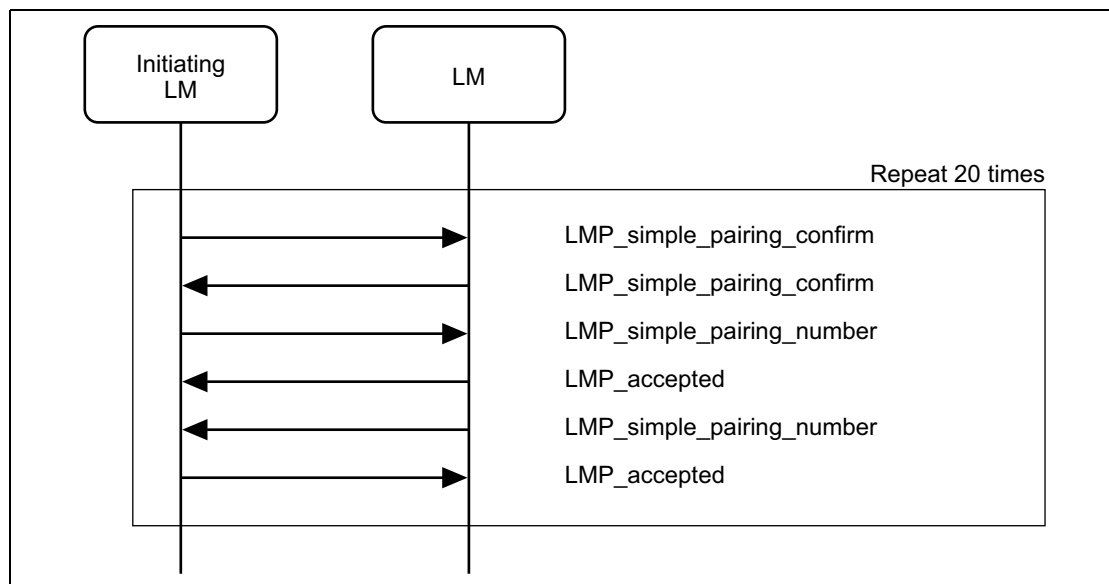 Initiating
LM
LM
Repeat 20 times
LMP_simple_pairing_confirm
LMP_simple_pairing_confirm
LMP_simple_pairing_number
LMP_accepted
LMP_simple_pairing_number
LMP_accepted